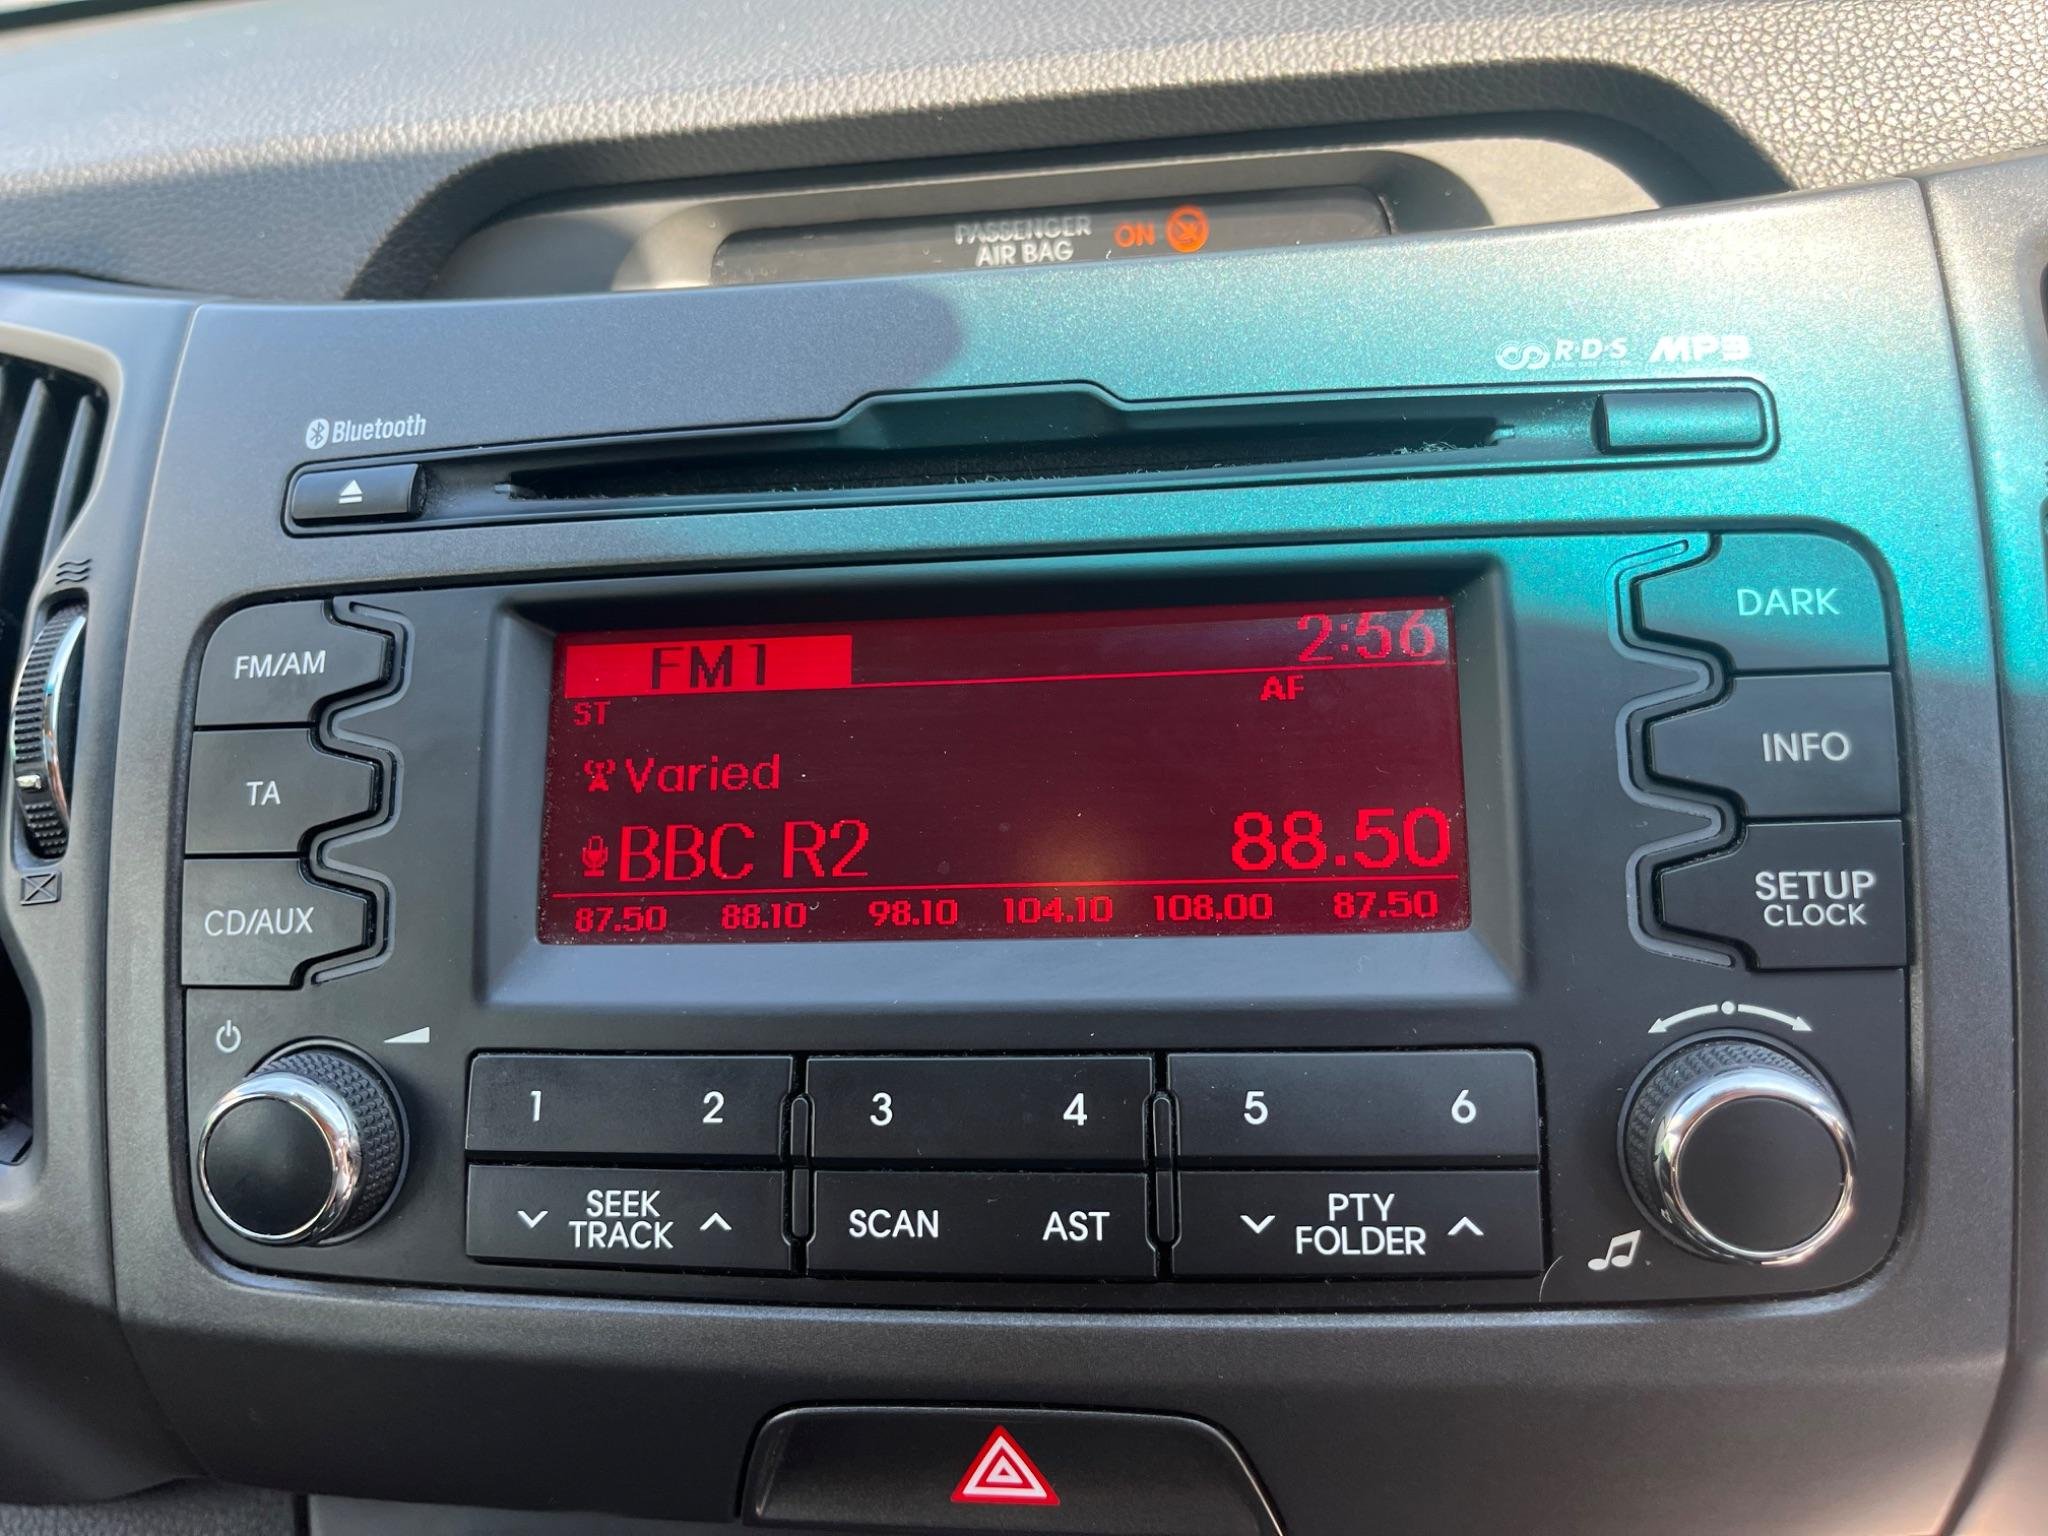 PASSENGER
AIR BAG
ON
R·D·S MP3
Bluetooth
FM/AM
TA
CD/AUX
FM1
2:56
ST
AF
Varied
BBC R2
88.50
87.50 88.10 98.10 104.10 108.00 87.50
DARK
INFO
SETUP
CLOCK
1 2 3 4 5 6
SEEK
TRACK
SCAN
AST
PTY
FOLDER